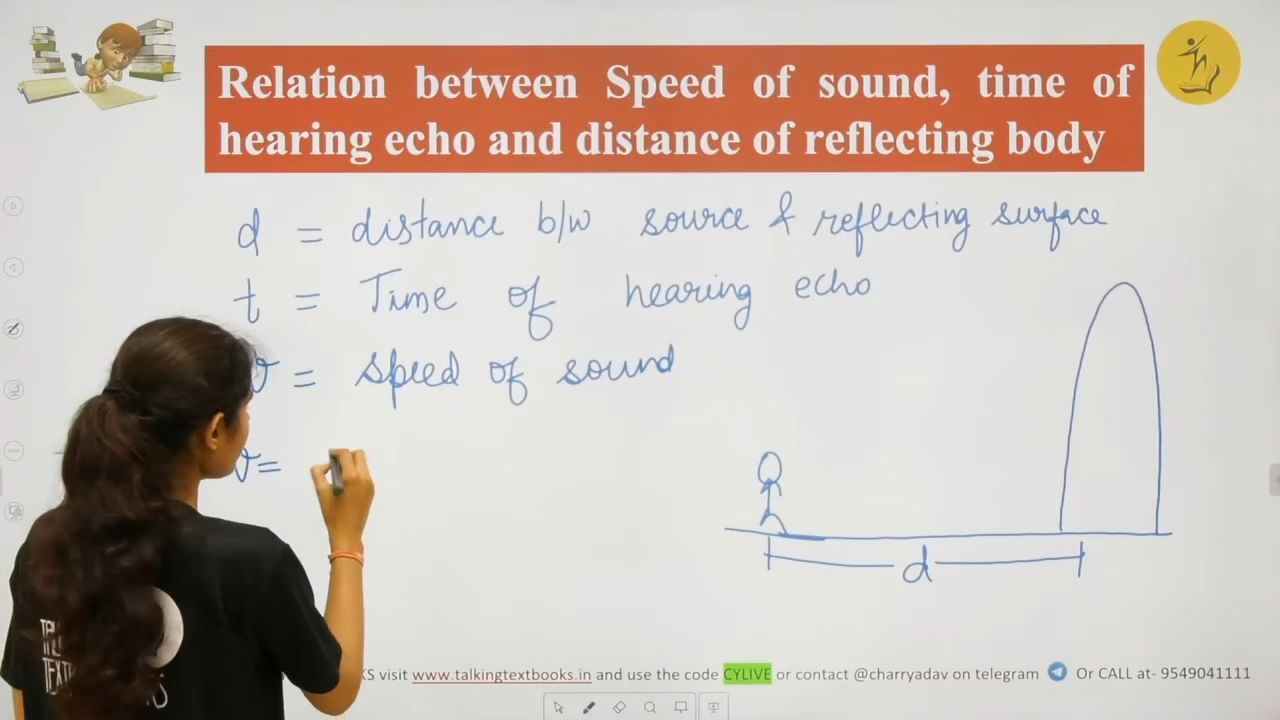 Relation between Speed of sound, time of
hearing echo and distance of reflecting body
d = distance b/w source & reflecting surface
t = Time of hearing echo
v = speed of sound
v =
d
KS visit www.talkingtextbooks.in and use the code CYLIVE or contact @charryadav on telegram Or CALL at- 9549041111